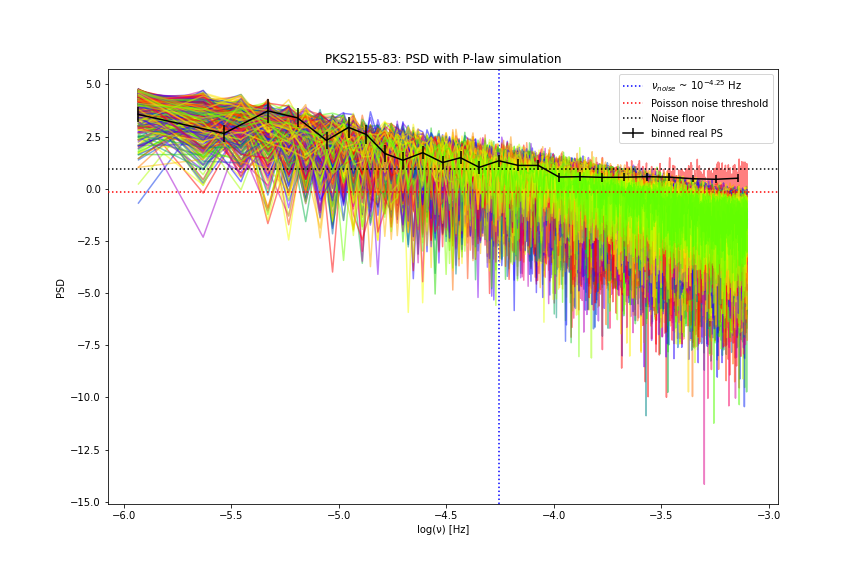 PKS2155-83: PSD with P-law simulation
5.0
2.5
0.0
−2.5
−5.0
−7.5
−10.0
−12.5
−15.0
PSD
ν_noise ~ 10^−4.25 Hz
Poisson noise threshold
Noise floor
binned real PS
−6.0 −5.5 −5.0 −4.5 −4.0 −3.5 −3.0
log(ν) [Hz]